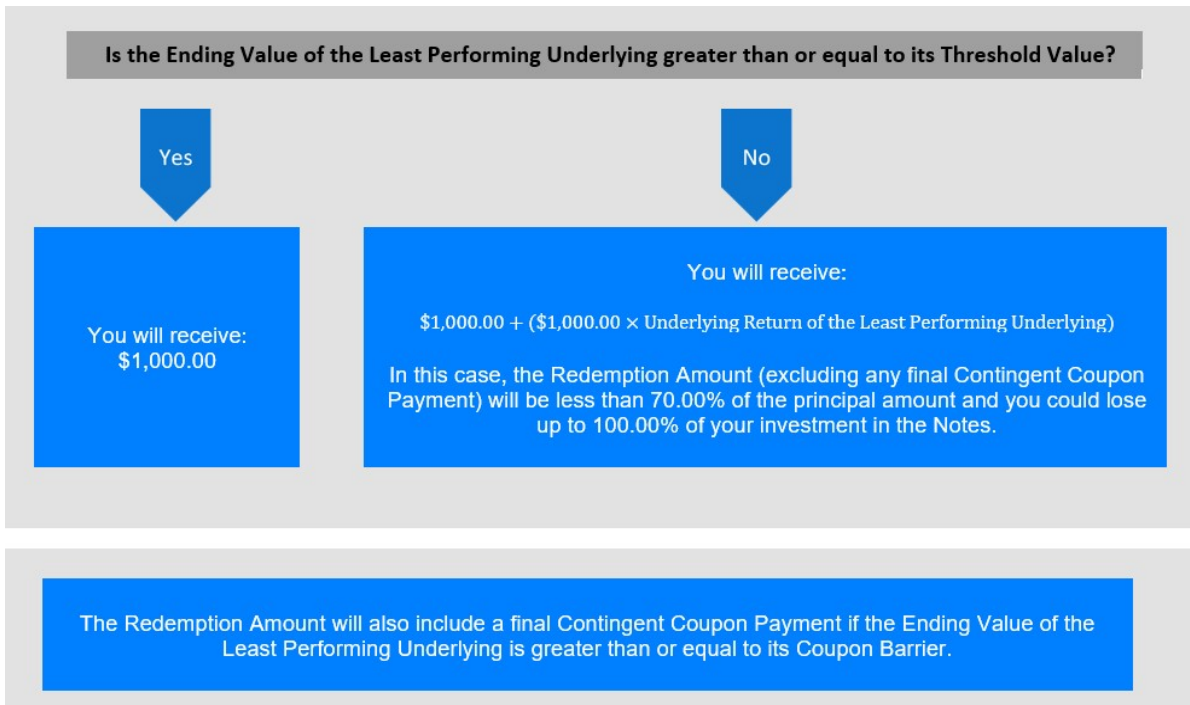 Is the Ending Value of the Least Performing Underlying greater than or equal to its Threshold Value?
Yes
No
You will receive:
$1,000.00
You will receive:
$1,000.00 + ($1,000.00 × Underlying Return of the Least Performing Underlying)
In this case, the Redemption Amount (excluding any final Contingent Coupon
Payment) will be less than 70.00% of the principal amount and you could lose
up to 100.00% of your investment in the Notes.
The Redemption Amount will also include a final Contingent Coupon Payment if the Ending Value of the
Least Performing Underlying is greater than or equal to its Coupon Barrier.